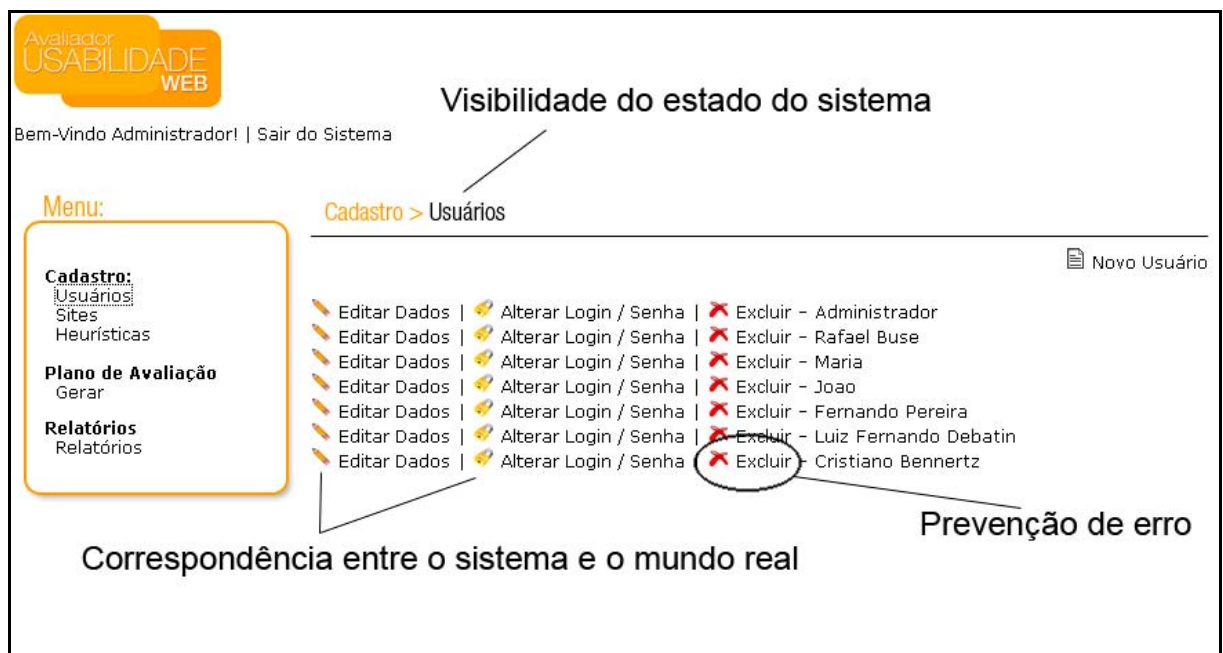 Avaliador
USABILIDADE
WEB
Visibilidade do estado do sistema
Bem-Vindo Administrador! | Sair do Sistema
Menu:
Cadastro > Usuários
Novo Usuário
Cadastro:
Usuários
Sites
Heurísticas
Plano de Avaliação
Gerar
Relatórios
Relatórios
Editar Dados | Alterar Login / Senha | Excluir - Administrador
Editar Dados | Alterar Login / Senha | Excluir - Rafael Buse
Editar Dados | Alterar Login / Senha | Excluir - Maria
Editar Dados | Alterar Login / Senha | Excluir - Joao
Editar Dados | Alterar Login / Senha | Excluir - Fernando Pereira
Editar Dados | Alterar Login / Senha | Excluir - Luiz Fernando Debatin
Editar Dados | Alterar Login / Senha | Excluir - Cristiano Bennertz
Prevenção de erro
Correspondência entre o sistema e o mundo real